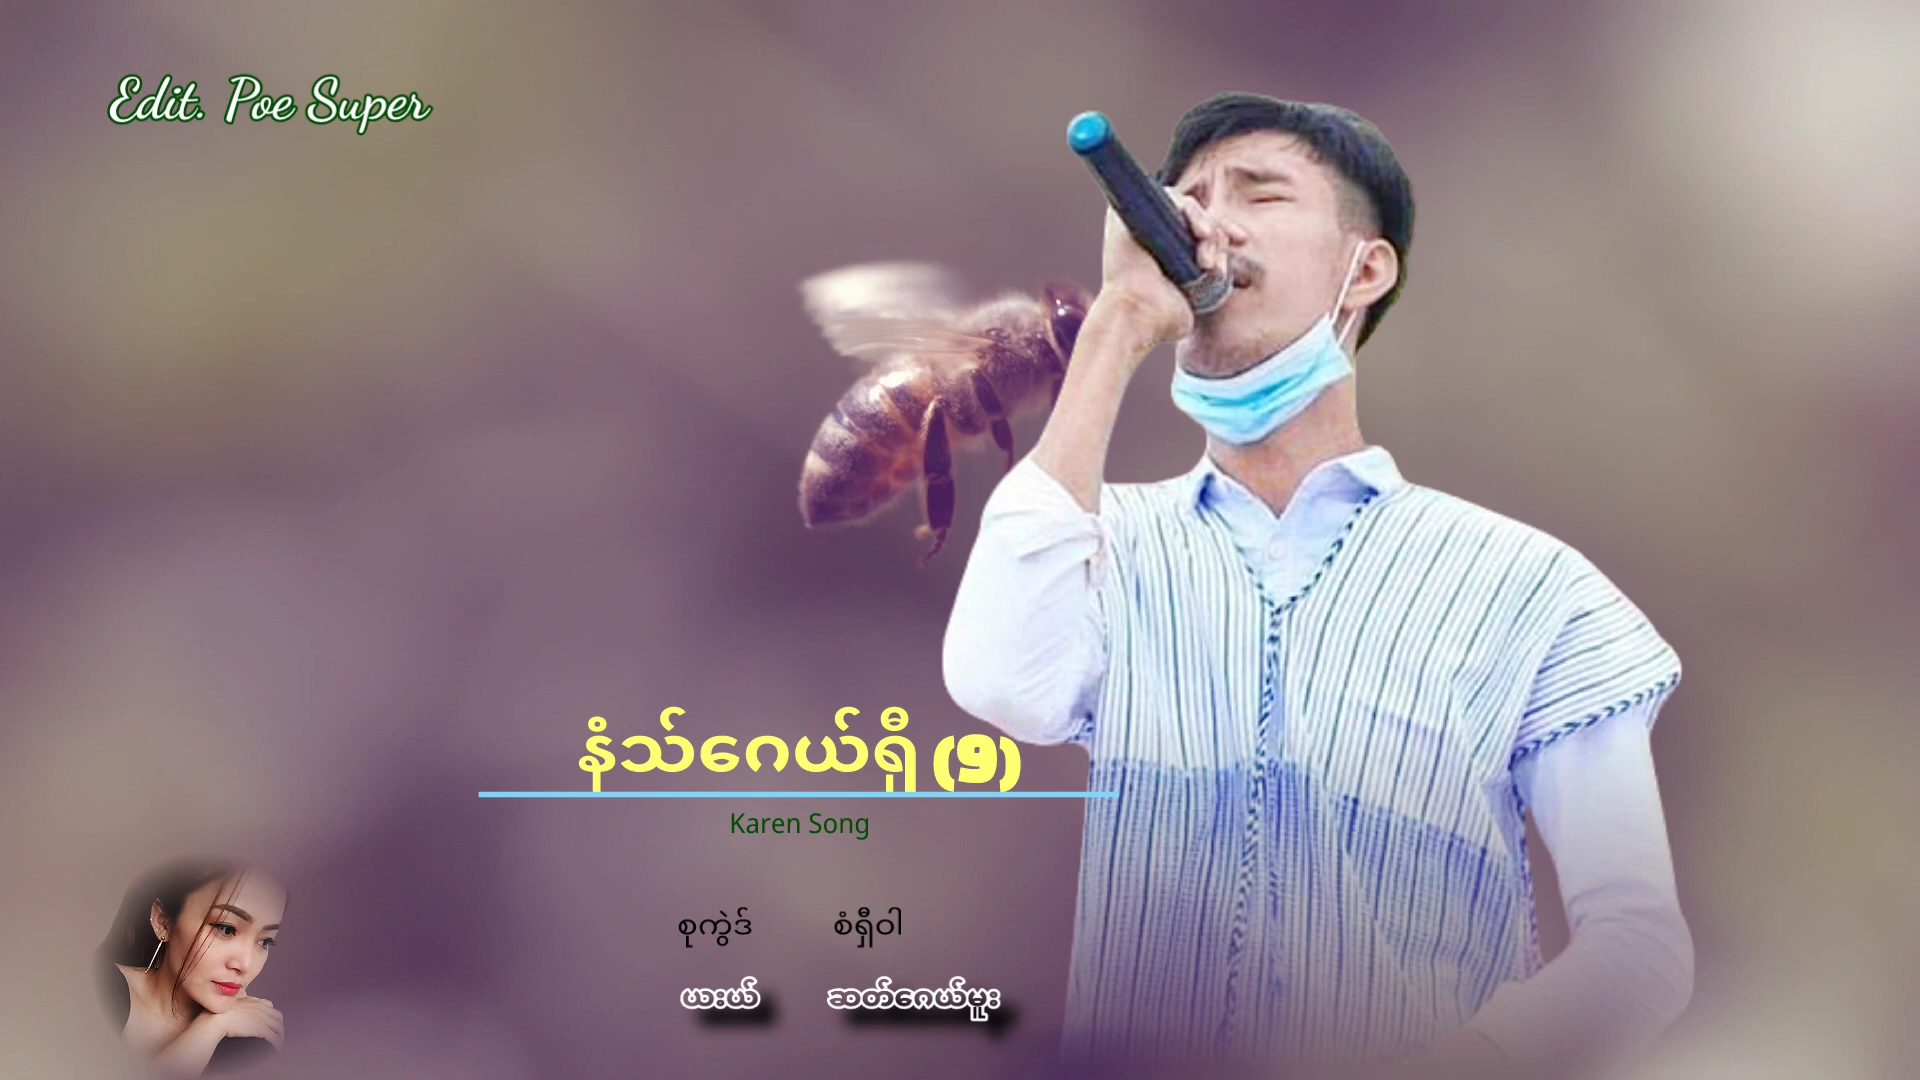 Edit. Poe Super
နံသ်ဂေယ်ရှီ (၅)
Karen Song
စုကွဲဒ် စံရှီဝါ
ယးယ် ဘတ်ဂေယ်မူး